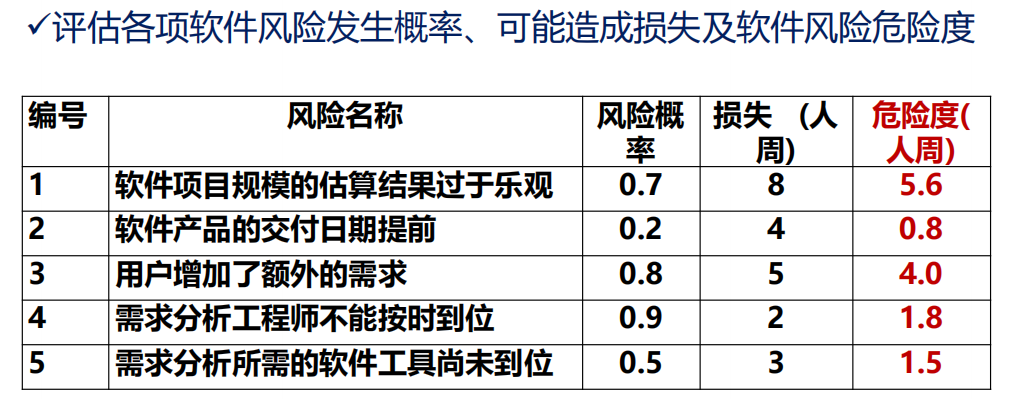 ✓评估各项软件风险发生概率、可能造成损失及软件风险危险度
编号 风险名称 风险概率 损失 (人周) 危险度(人周)
1 软件项目规模的估算结果过于乐观 0.7 8 5.6
2 软件产品的交付日期提前 0.2 4 0.8
3 用户增加了额外的需求 0.8 5 4.0
4 需求分析工程师不能按时到位 0.9 2 1.8
5 需求分析所需的软件工具尚未到位 0.5 3 1.5